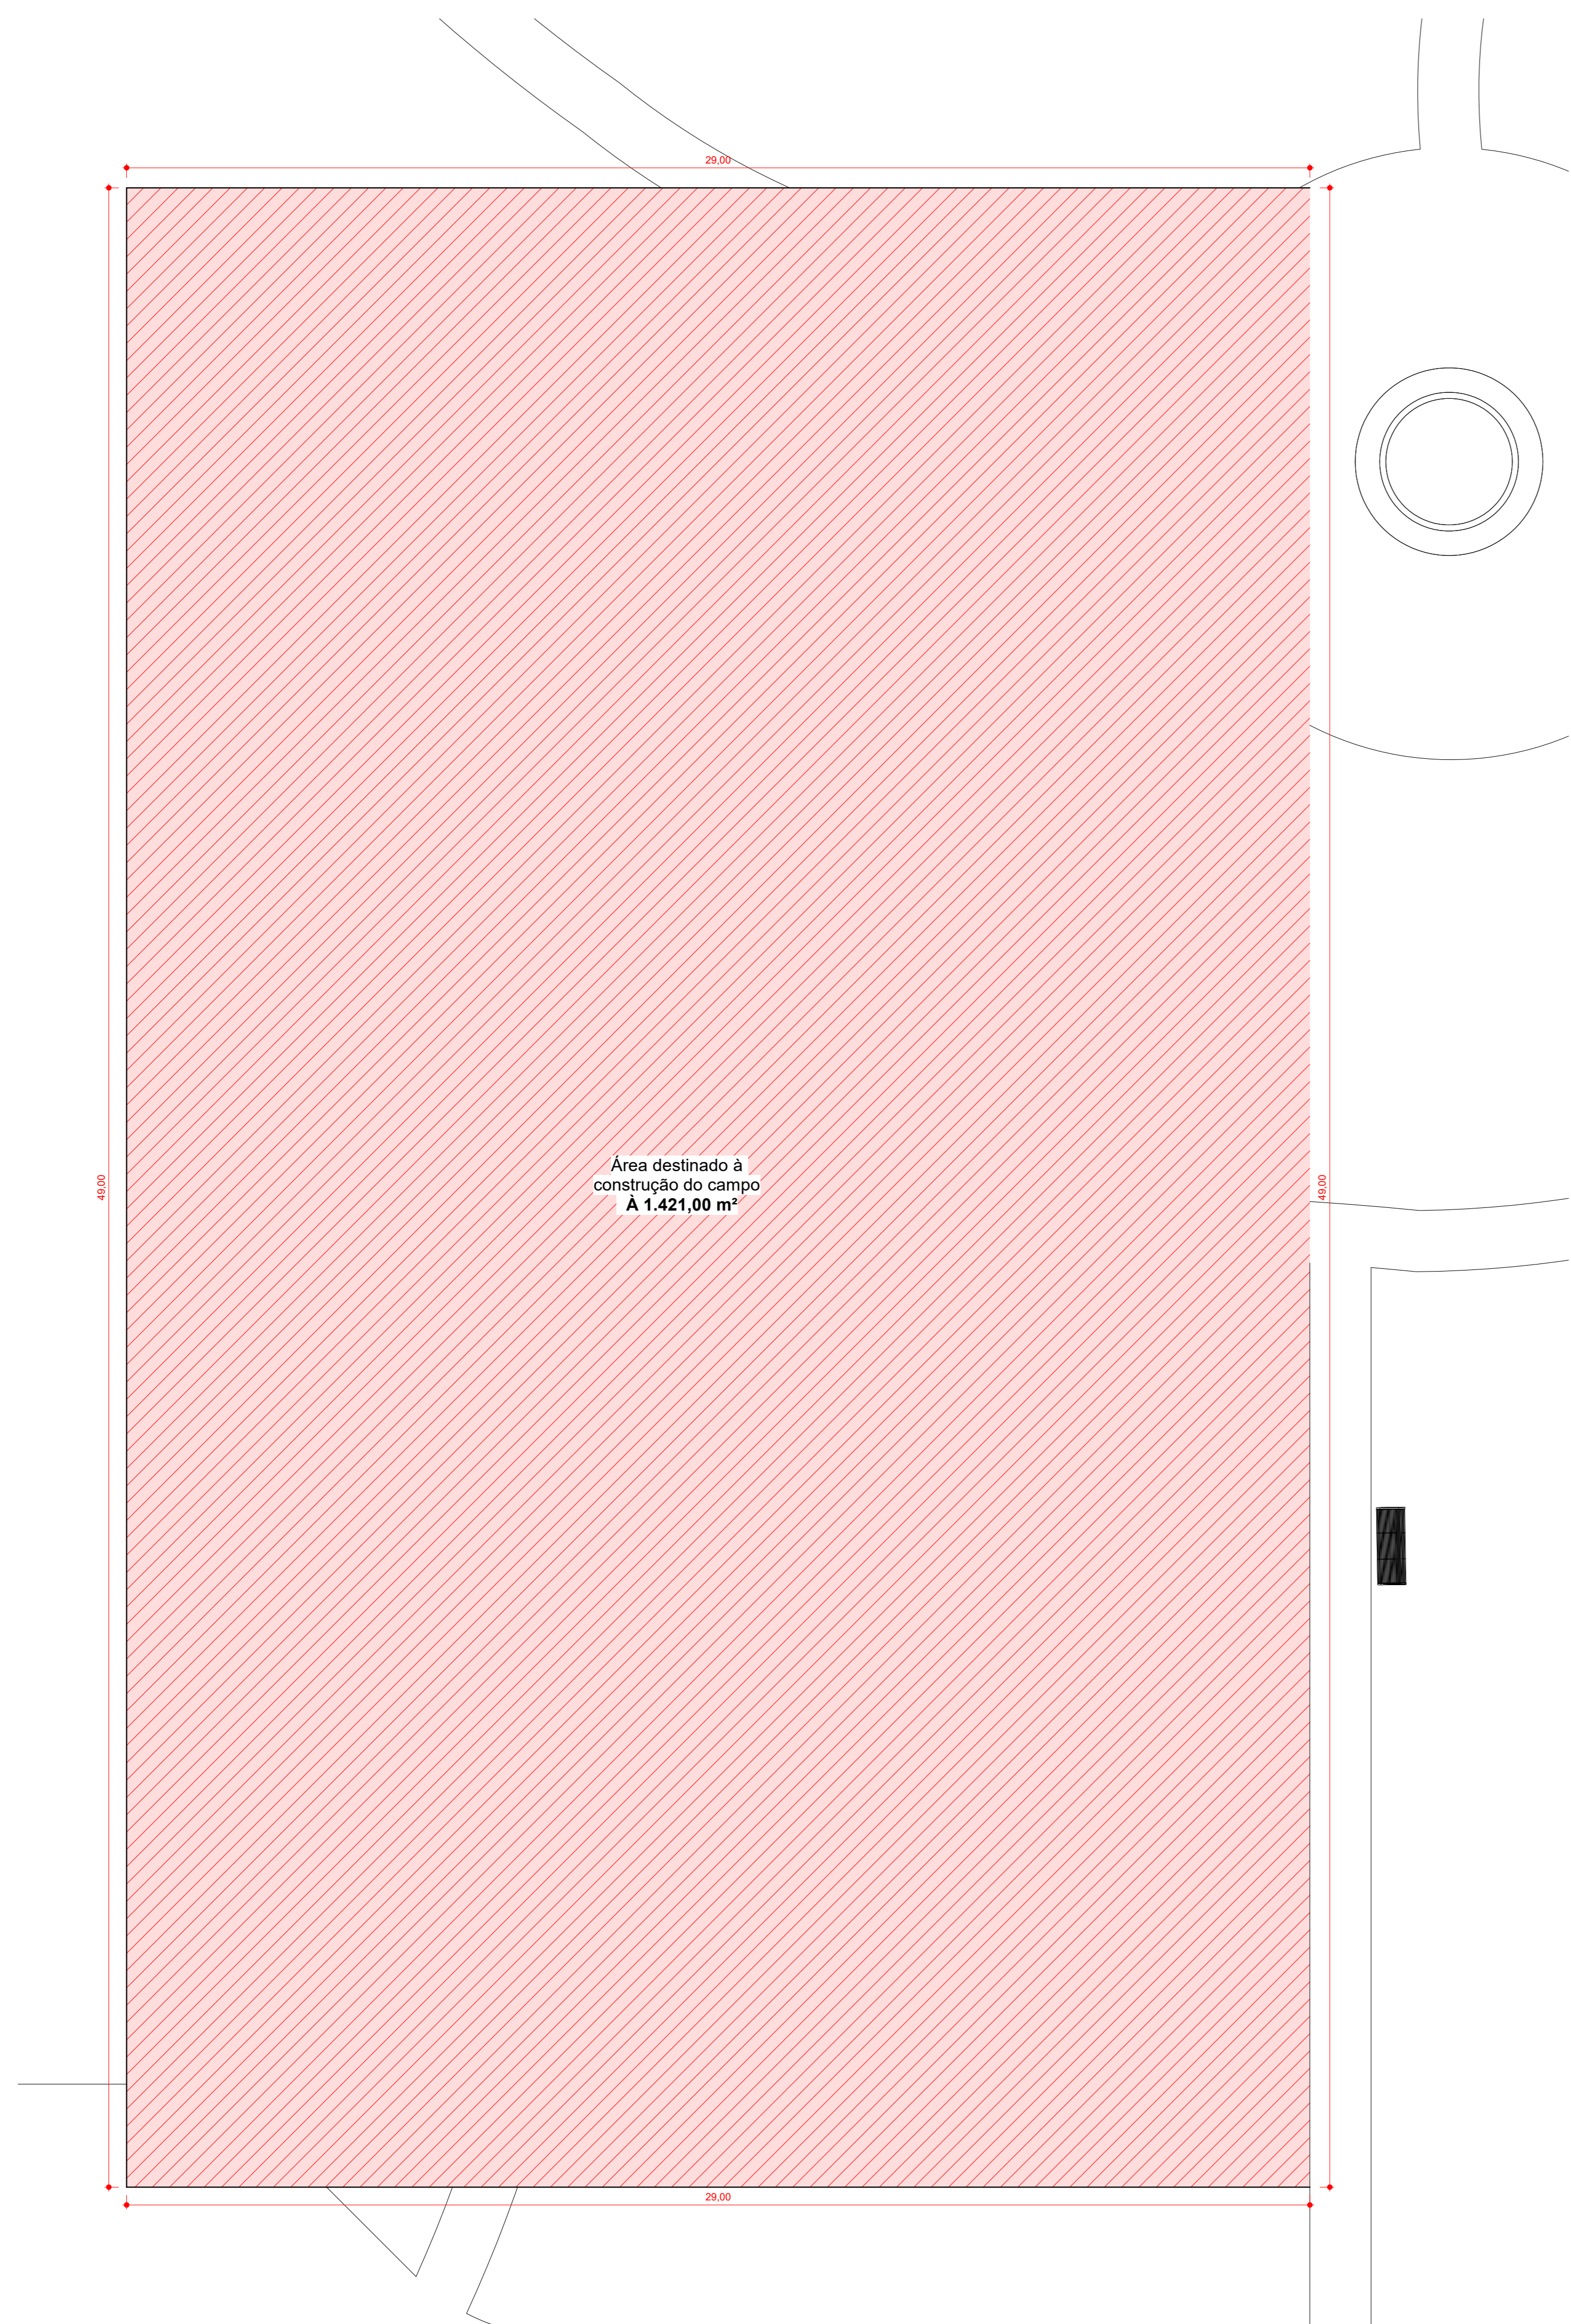 29,00
49,00
49,00
Área destinado à
construção do campo
À 1.421,00 m²
29,00